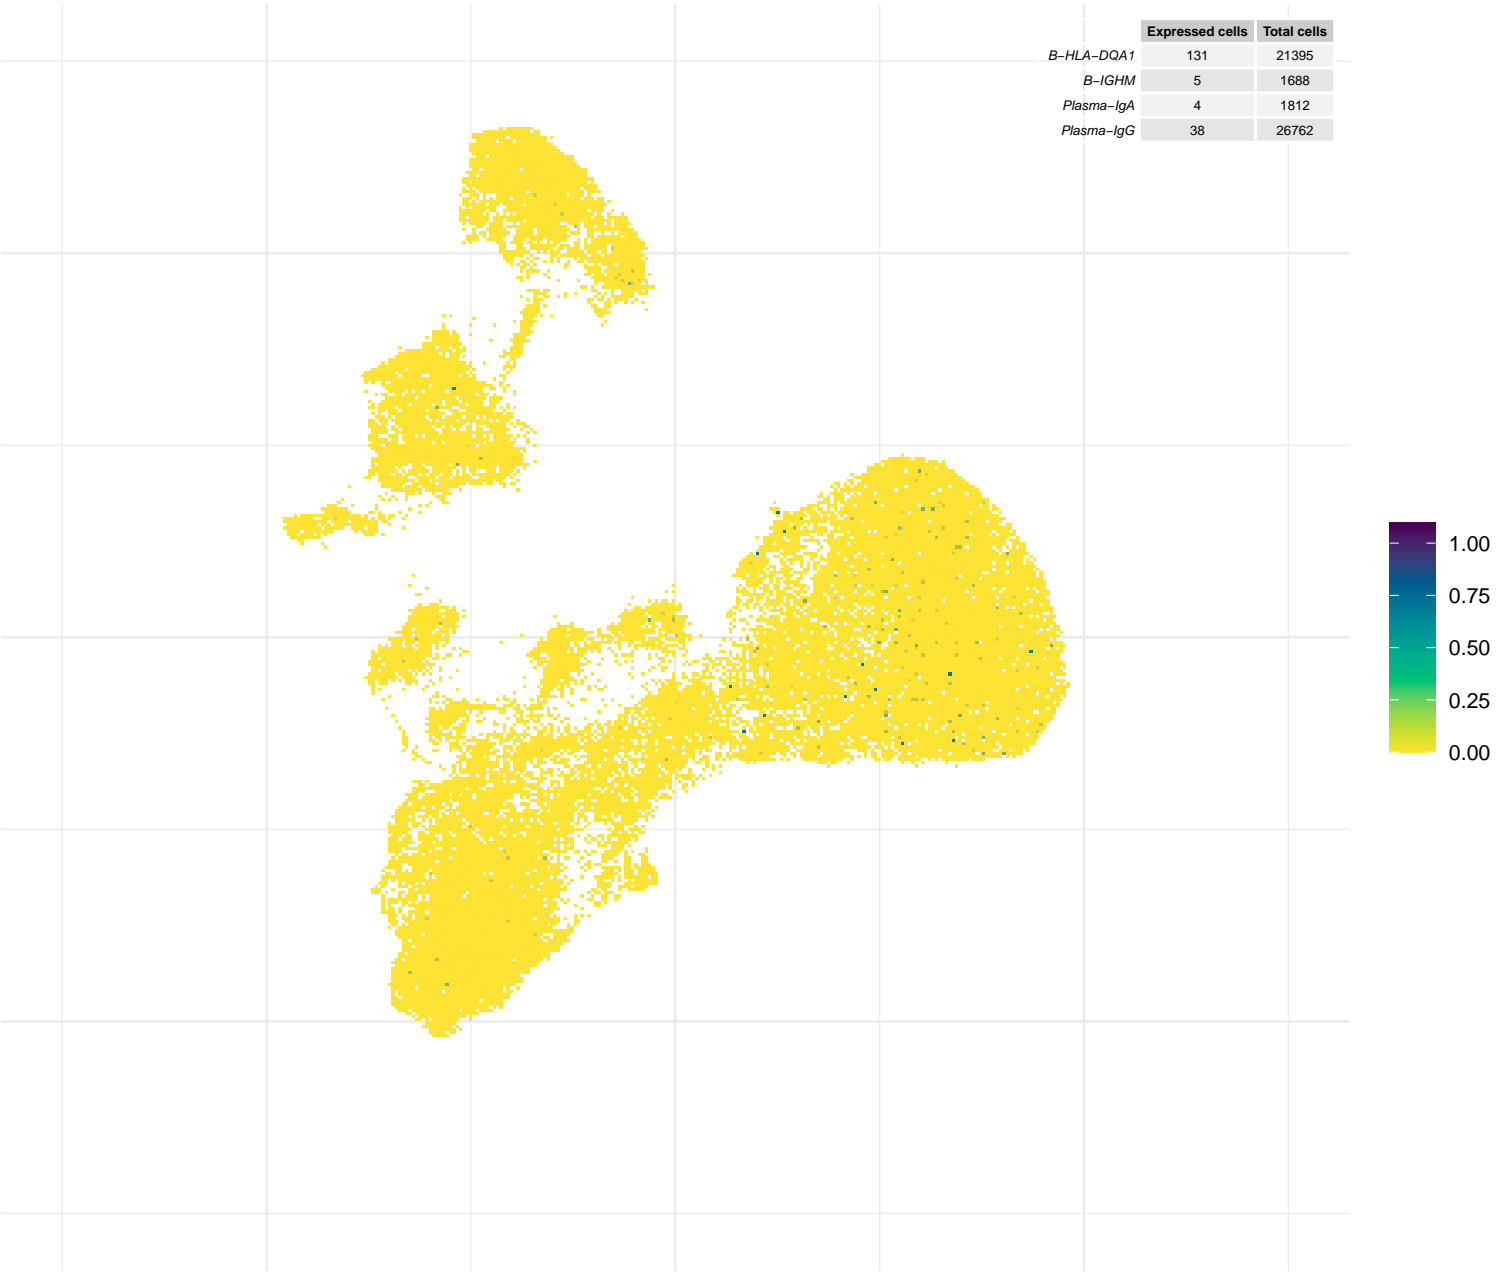 Expressed cells Total cells
B−HLA−DQA1 131 21395
B−IGHM 5 1688
Plasma−IgA 4 1812
Plasma−IgG 38 26762
1.00
0.75
0.50
0.25
0.00